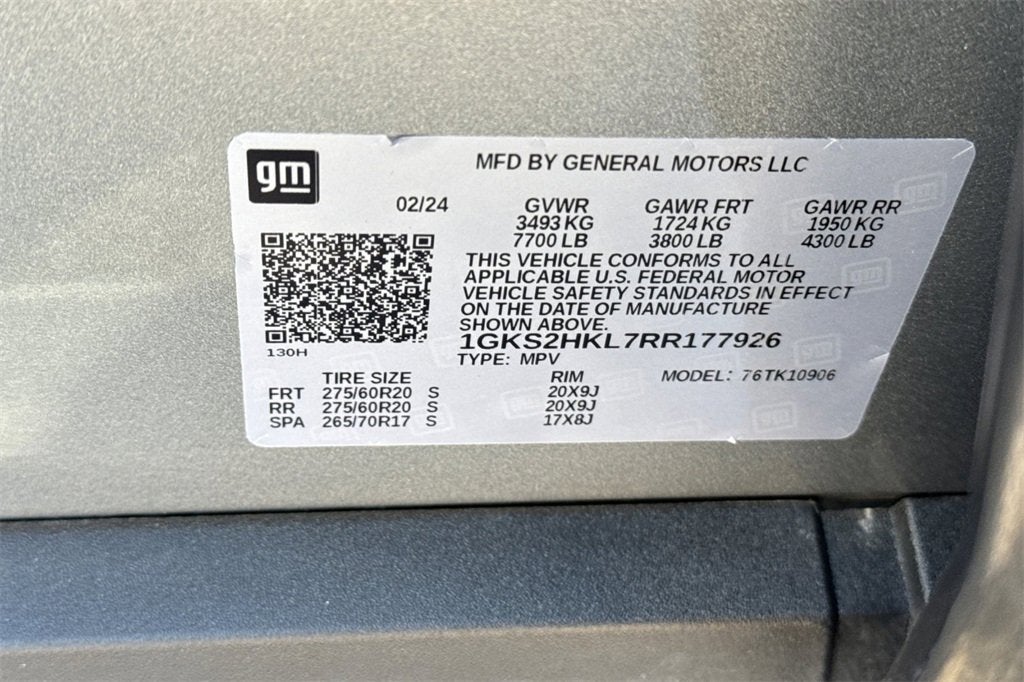 gm
MFD BY GENERAL MOTORS LLC
02/24 GVWR GAWR FRT GAWR RR
3493 KG 1724 KG 1950 KG
7700 LB 3800 LB 4300 LB
THIS VEHICLE CONFORMS TO ALL
APPLICABLE U.S. FEDERAL MOTOR
VEHICLE SAFETY STANDARDS IN EFFECT
ON THE DATE OF MANUFACTURE
SHOWN ABOVE.
130H
1GKS2HKL7RR177926
TYPE: MPV
MODEL: 76TK10906
TIRE SIZE RIM
FRT 275/60R20 S 20X9J
RR 275/60R20 S 20X9J
SPA 265/70R17 S 17X8J